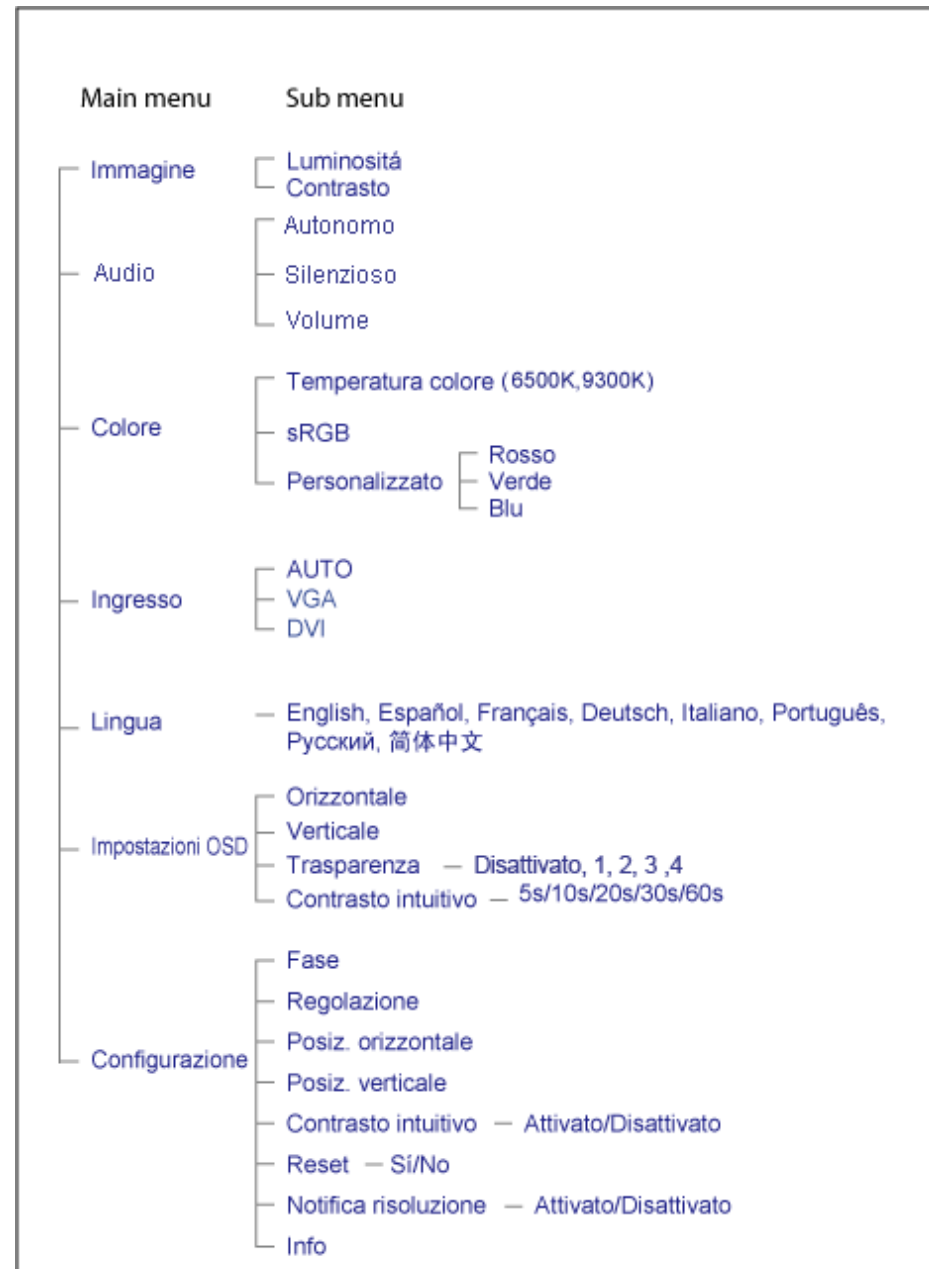 Main menu Sub menu
Immagine
Luminositá
Contrasto
Audio
Autonomo
Silenzioso
Volume
Colore
Temperatura colore (6500K,9300K)
sRGB
Personalizzato
Rosso
Verde
Blu
Ingresso
AUTO
VGA
DVI
Lingua
English, Español, Français, Deutsch, Italiano, Português,
Русский, 简体中文
Impostazioni OSD
Orizzontale
Verticale
Trasparenza — Disattivato, 1, 2, 3 ,4
Contrasto intuitivo — 5s/10s/20s/30s/60s
Configurazione
Fase
Regolazione
Posiz. orizzontale
Posiz. verticale
Contrasto intuitivo — Attivato/Disattivato
Reset — Sí/No
Notifica risoluzione — Attivato/Disattivato
Info